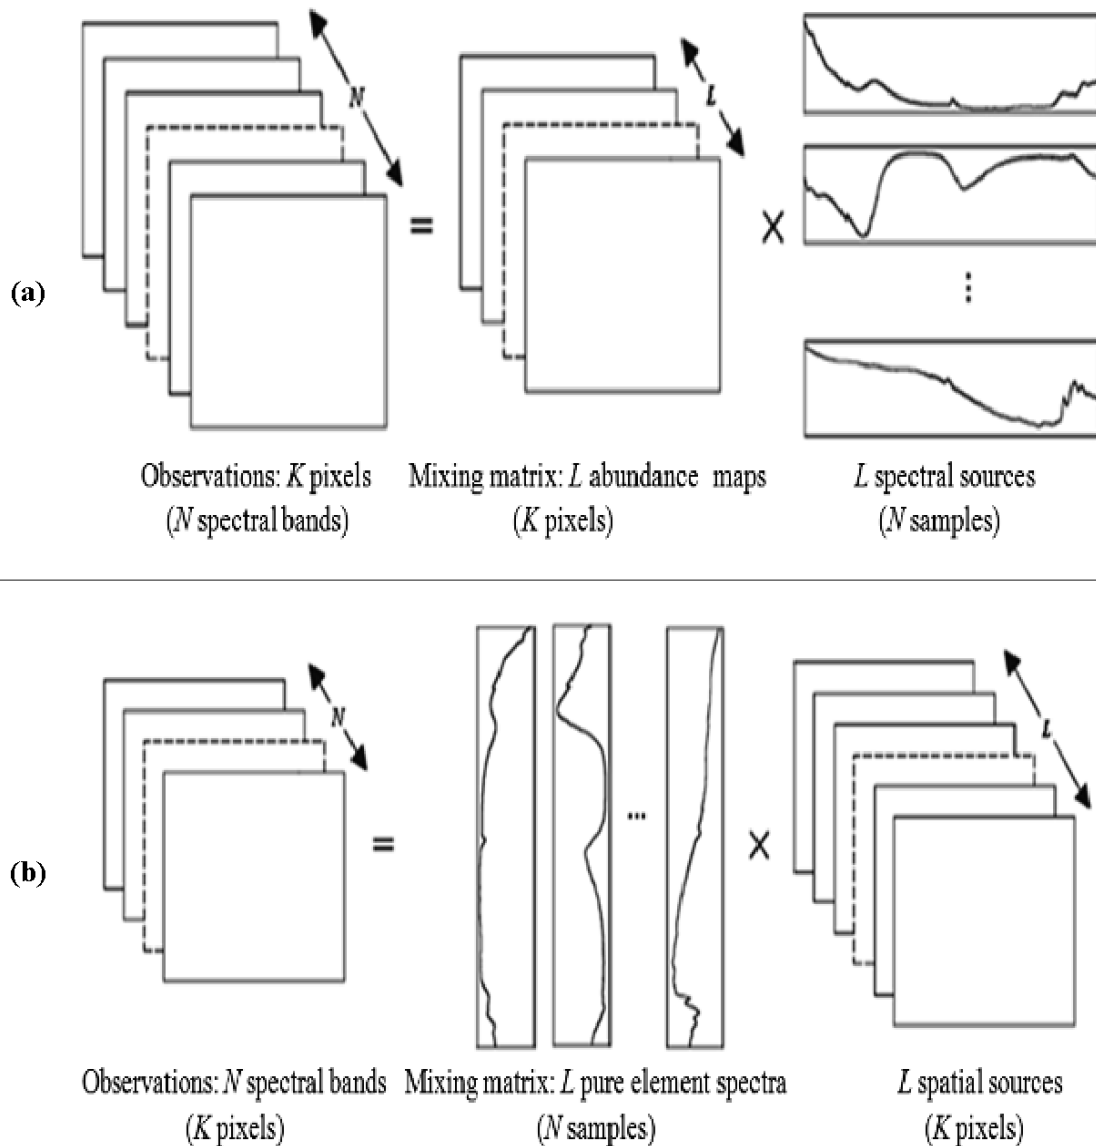 N
L
=
×
(a)
⋮
Observations: K pixels
(N spectral bands)
Mixing matrix: L abundance maps
(K pixels)
L spectral sources
(N samples)
N
L
(b)
=
...
×
Observations: N spectral bands
(K pixels)
Mixing matrix: L pure element spectra
(N samples)
L spatial sources
(K pixels)